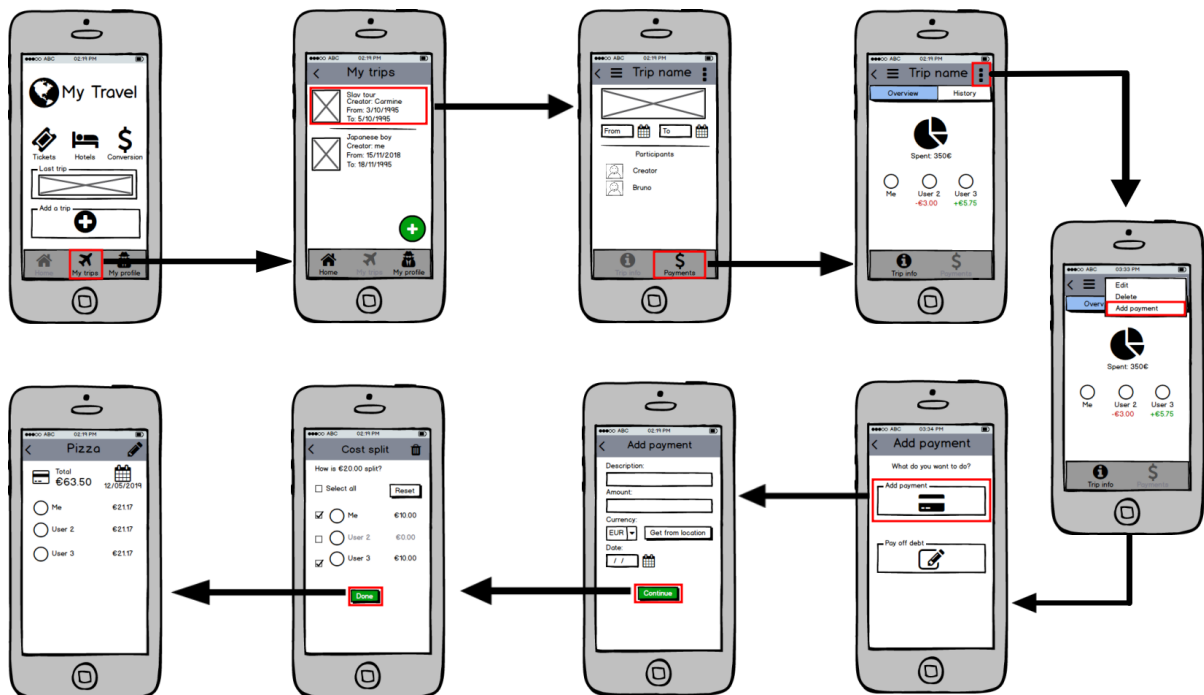 ABC 02:19 PM
My Travel
Tickets Hotels Conversion
Last trip
Add a trip
Home My trips My profile
ABC 02:19 PM
My trips
Slav tour
Creator: Carmine
From: 3/10/1995
To: 5/10/1995
Japanese boy
Creator: me
From: 15/11/2018
To: 18/11/1995
Home My trips My profile
ABC 02:19 PM
Trip name
From To
Participants
Creator
Bruno
Trip info Payments
ABC 02:19 PM
Trip name
Overview History
Spent: 350€
Me User 2 User 3
-€3.00 +€5.75
Trip info Payments
ABC 03:33 PM
Edit
Delete
Add payment
Overv
Spent: 350€
Me User 2 User 3
-€3.00 +€5.75
Trip info Payments
ABC 03:34 PM
Add payment
What do you want to do?
Add payment
Pay off debt
ABC 02:19 PM
Add payment
Description:
Amount:
Currency:
EUR Get from location
Date:
/ /
Continue
ABC 02:19 PM
Cost split
How is €20.00 split?
Select all Reset
Me €10.00
User 2 €0.00
User 3 €10.00
Done
ABC 02:19 PM
Pizza
Total
€63.50
12/05/2019
Me €21.17
User 2 €21.17
User 3 €21.17